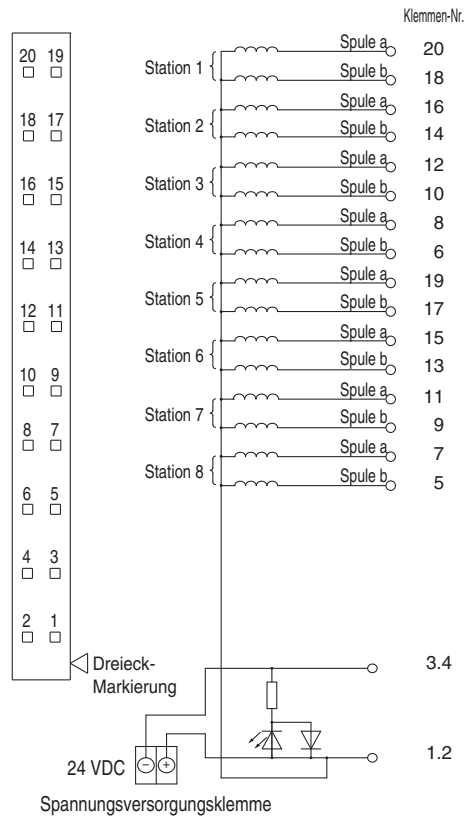 Klemmen-Nr.
20 19
18 17
16 15
14 13
12 11
10 9
8 7
6 5
4 3
2 1
Dreieck-
Markierung
Station 1 { Spule a 20
Spule b 18
Station 2 { Spule a 16
Spule b 14
Station 3 { Spule a 12
Spule b 10
Station 4 { Spule a 8
Spule b 6
Station 5 { Spule a 19
Spule b 17
Station 6 { Spule a 15
Spule b 13
Station 7 { Spule a 11
Spule b 9
Station 8 { Spule a 7
Spule b 5
3.4
1.2
24 VDC - +
Spannungsversorgungsklemme